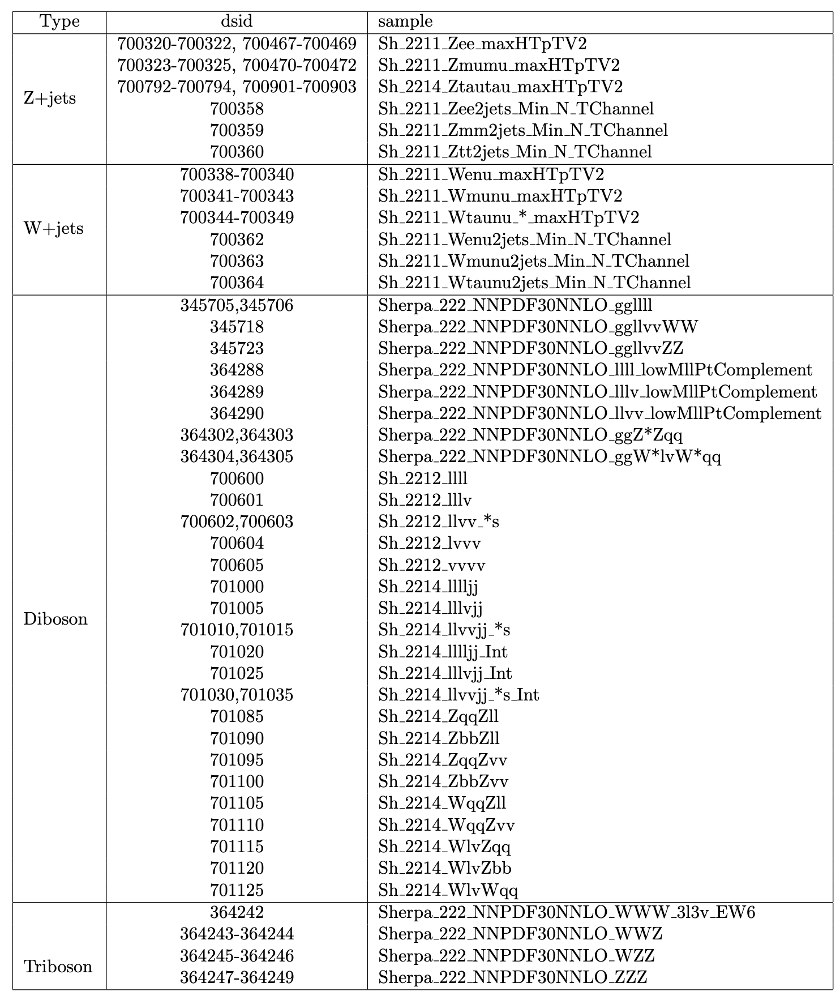 Type dsid sample
700320-700322, 700467-700469 Sh_2211_Zee_maxHTpTV2
700323-700325, 700470-700472 Sh_2211_Zmumu_maxHTpTV2
700792-700794, 700901-700903 Sh_2214_Ztautau_maxHTpTV2
Z+jets
700358 Sh_2211_Zee2jets_Min_N_TChannel
700359 Sh_2211_Zmm2jets_Min_N_TChannel
700360 Sh_2211_Ztt2jets_Min_N_TChannel
700338-700340 Sh_2211_Wenu_maxHTpTV2
700341-700343 Sh_2211_Wmunu_maxHTpTV2
700344-700349 Sh_2211_Wtaunu_*_maxHTpTV2
W+jets
700362 Sh_2211_Wenu2jets_Min_N_TChannel
700363 Sh_2211_Wmunu2jets_Min_N_TChannel
700364 Sh_2211_Wtaunu2jets_Min_N_TChannel
345705,345706 Sherpa_222_NNPDF30NNLO_ggllll
345718 Sherpa_222_NNPDF30NNLO_ggllvvWW
345723 Sherpa_222_NNPDF30NNLO_ggllvvZZ
364288 Sherpa_222_NNPDF30NNLO_llll_lowMllPtComplement
364289 Sherpa_222_NNPDF30NNLO_lllv_lowMllPtComplement
364290 Sherpa_222_NNPDF30NNLO_llvv_lowMllPtComplement
364302,364303 Sherpa_222_NNPDF30NNLO_ggZ*Zqq
364304,364305 Sherpa_222_NNPDF30NNLO_ggW*lvW*qq
700600 Sh_2212_llll
700601 Sh_2212_lllv
700602,700603 Sh_2212_llvv_*s
700604 Sh_2212_lvvv
700605 Sh_2212_vvvv
701000 Sh_2214_lllljj
701005 Sh_2214_lllvjj
Diboson
701010,701015 Sh_2214_llvvjj_*s
701020 Sh_2214_lllljj_Int
701025 Sh_2214_lllvjj_Int
701030,701035 Sh_2214_llvvjj_*s_Int
701085 Sh_2214_ZqqZll
701090 Sh_2214_ZbbZll
701095 Sh_2214_ZqqZvv
701100 Sh_2214_ZbbZvv
701105 Sh_2214_WqqZll
701110 Sh_2214_WqqZvv
701115 Sh_2214_WlvZqq
701120 Sh_2214_WlvZbb
701125 Sh_2214_WlvWqq
364242 Sherpa_222_NNPDF30NNLO_WWW_3l3v_EW6
364243-364244 Sherpa_222_NNPDF30NNLO_WWZ
364245-364246 Sherpa_222_NNPDF30NNLO_WZZ
Triboson
364247-364249 Sherpa_222_NNPDF30NNLO_ZZZ